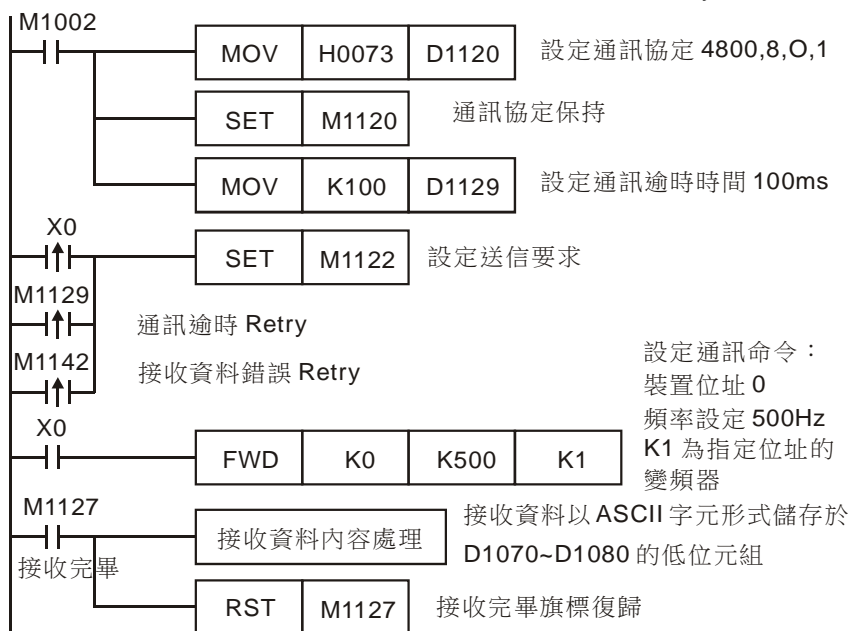 M1002
MOV H0073 D1120 設定通訊協定 4800,8,O,1
SET M1120 通訊協定保持
MOV K100 D1129 設定通訊逾時時間 100ms
X0
SET M1122 設定送信要求
M1129
通訊逾時 Retry
M1142
接收資料錯誤 Retry
設定通訊命令：
裝置位址 0
頻率設定 500Hz
K1 為指定位址的
變頻器
X0
FWD K0 K500 K1
M1127
接收完畢
接收資料內容處理
接收資料以 ASCII 字元形式儲存於
D1070~D1080 的低位元組
RST M1127 接收完畢旗標復歸